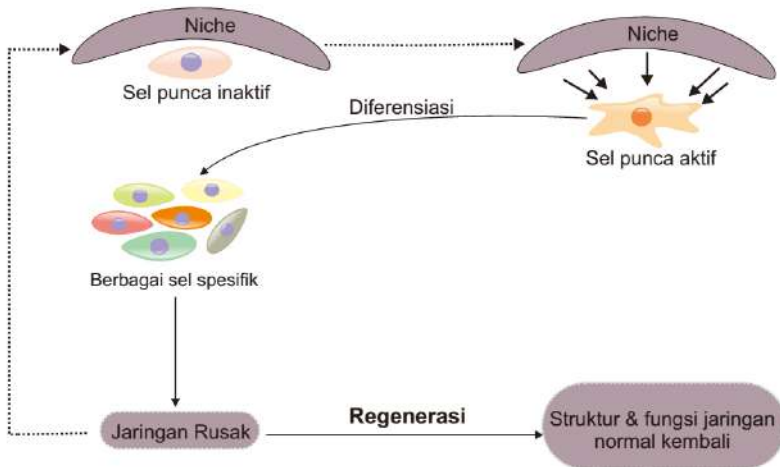 Niche
Niche
Sel punca inaktif
Diferensiasi
Sel punca aktif
Berbagai sel spesifik
Jaringan Rusak
Regenerasi
Struktur & fungsi jaringan
normal kembali